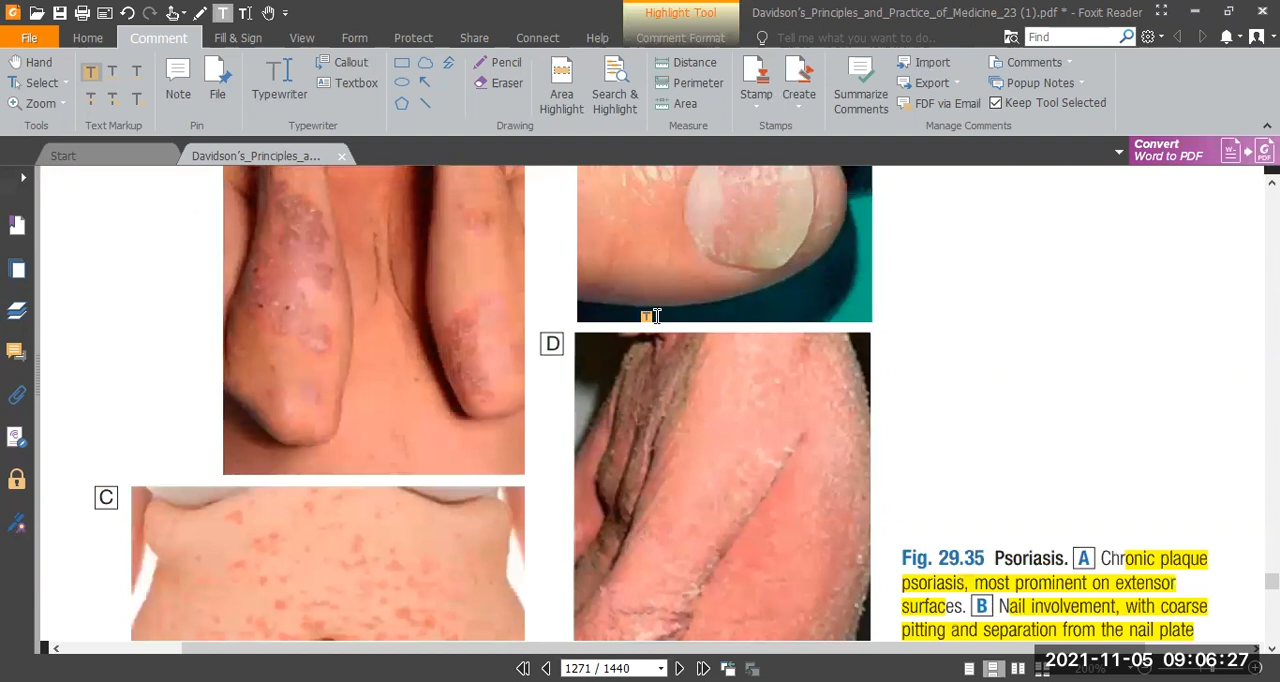 Highlight Tool
Davidson's_Principles_and_Practice_of_Medicine_23 (1).pdf * - Foxit Reader
File Home Comment Fill & Sign View Form Protect Share Connect Help Comment Format Tell me what you want to do.. Find
Hand
Select
Zoom
Tools
Text Markup
Note
File
Pin
Typewriter
Callout
Textbox
Typewriter
Pencil
Eraser
Drawing
Area Highlight
Search & Highlight
Distance
Perimeter
Area
Measure
Stamp
Create
Stamps
Summarize Comments
Import
Export
FDF via Email
Comments
Popup Notes
Keep Tool Selected
Manage Comments
Start
Davidson's_Principles_a...
Convert
Word to PDF
D
C
Fig. 29.35 Psoriasis. A Chronic plaque
psoriasis, most prominent on extensor
surfaces. B Nail involvement, with coarse
pitting and separation from the nail plate
1271 / 1440
2021-11-05 09:06:27